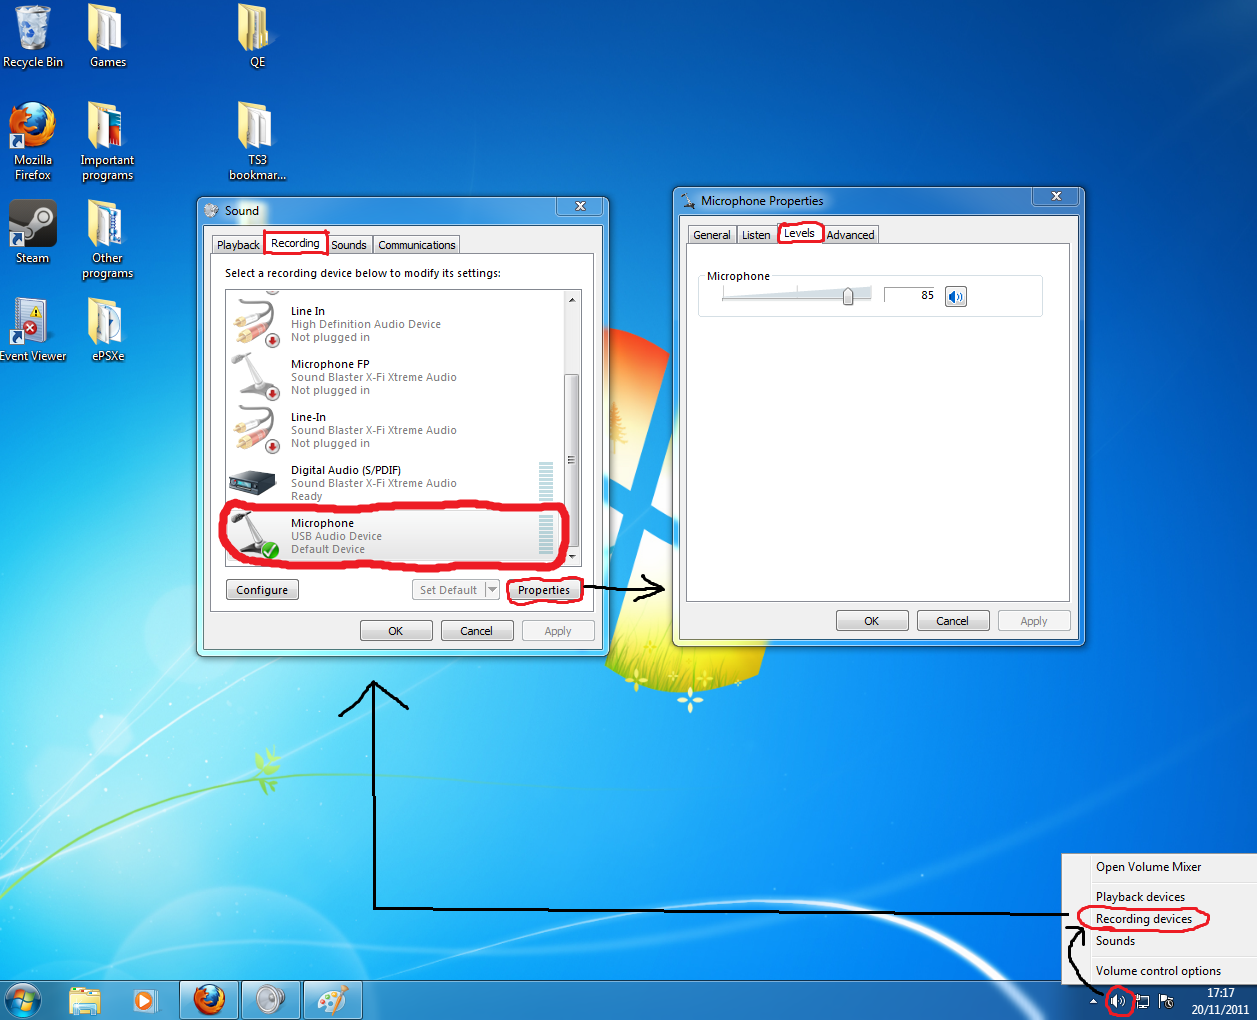 Recycle Bin
Games
QE
Mozilla
Firefox
Important
programs
TS3
bookmar...
Steam
Other
programs
Event Viewer
ePSXe
Sound
Playback
Recording
Sounds
Communications
Select a recording device below to modify its settings:
Line In
High Definition Audio Device
Not plugged in
Microphone FP
Sound Blaster X-Fi Xtreme Audio
Not plugged in
Line-In
Sound Blaster X-Fi Xtreme Audio
Not plugged in
Digital Audio (S/PDIF)
Sound Blaster X-Fi Xtreme Audio
Ready
Microphone
USB Audio Device
Default Device
Configure
Set Default
Properties
OK
Cancel
Apply
Microphone Properties
General
Listen
Levels
Advanced
Microphone
85
OK
Cancel
Apply
Open Volume Mixer
Playback devices
Recording devices
Sounds
Volume control options
17:17
20/11/2011